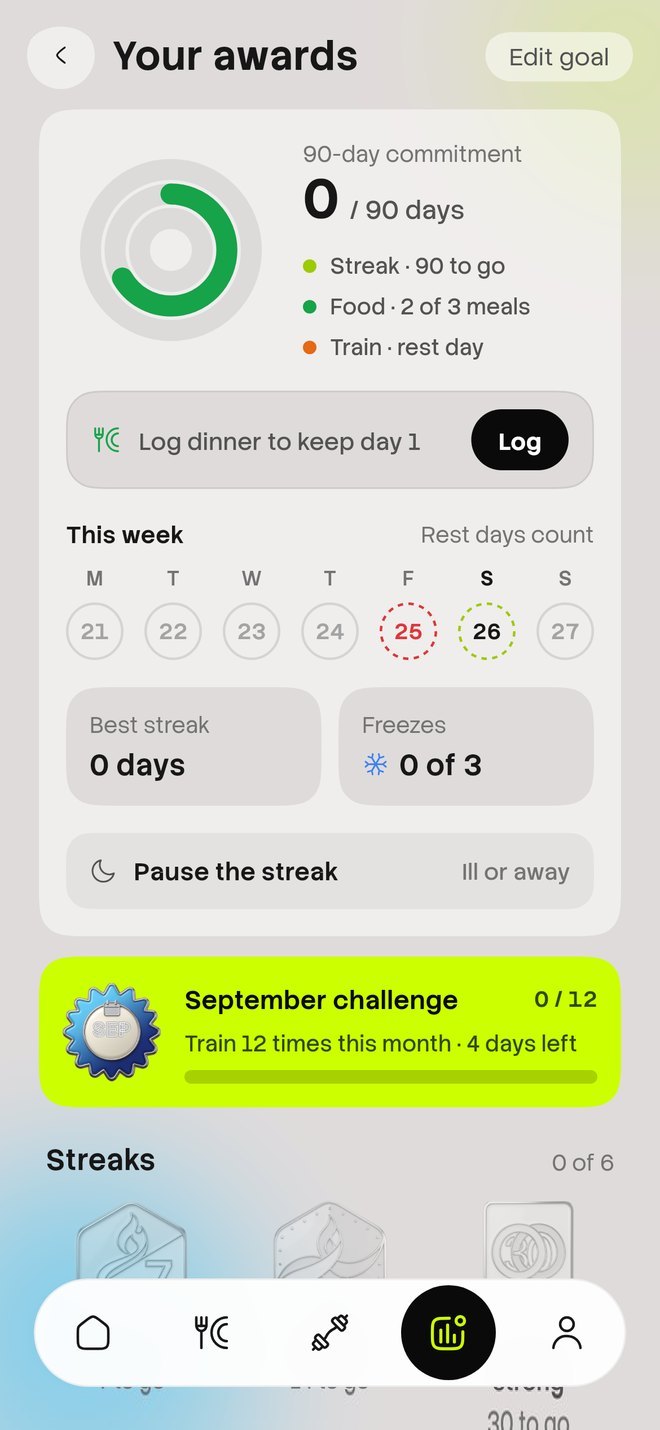 Your awards
Edit goal
90-day commitment
0 / 90 days
Streak · 90 to go
Food · 2 of 3 meals
Train · rest day
Log dinner to keep day 1
Log
This week
Rest days count
M T W T F S S
21 22 23 24 25 26 27
Best streak
0 days
Freezes
0 of 3
Pause the streak
Ill or away
September challenge
0 / 12
SEP
Train 12 times this month · 4 days left
Streaks
0 of 6
7
30
30 to go